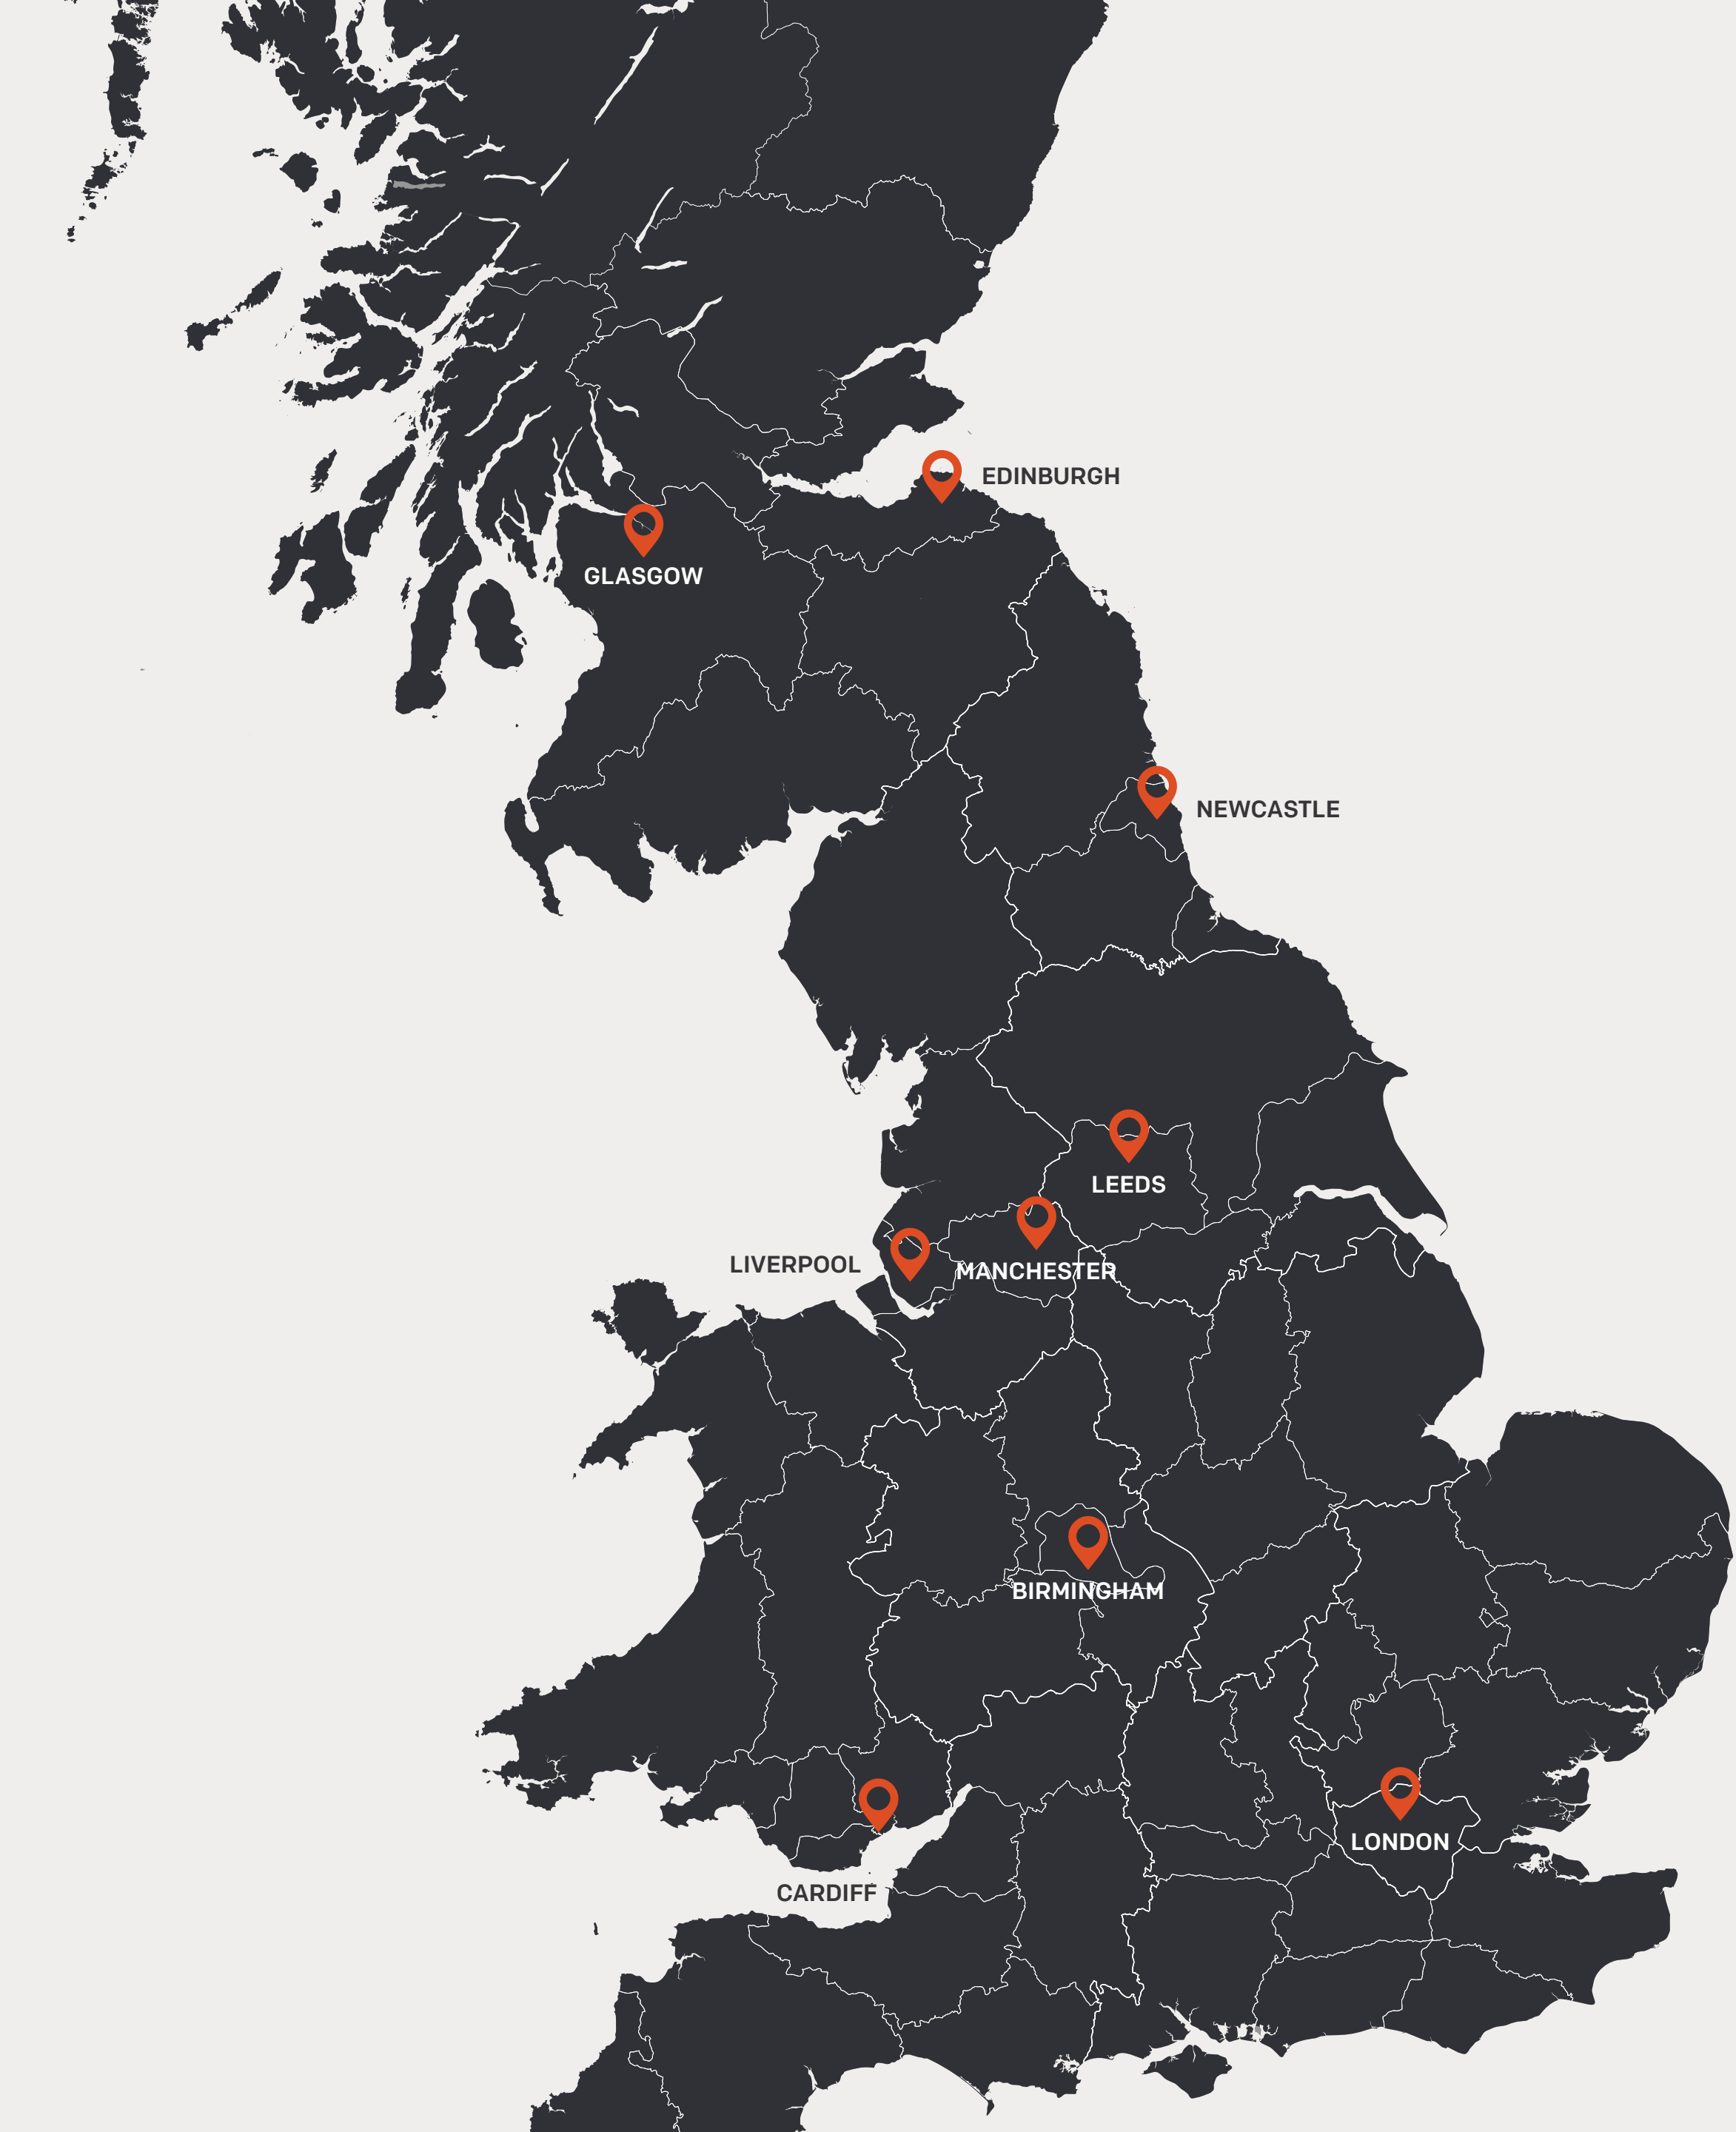 EDINBURGH
GLASGOW
NEWCASTLE
LEEDS
LIVERPOOL
MANCHESTER
BIRMINGHAM
LONDON
CARDIFF